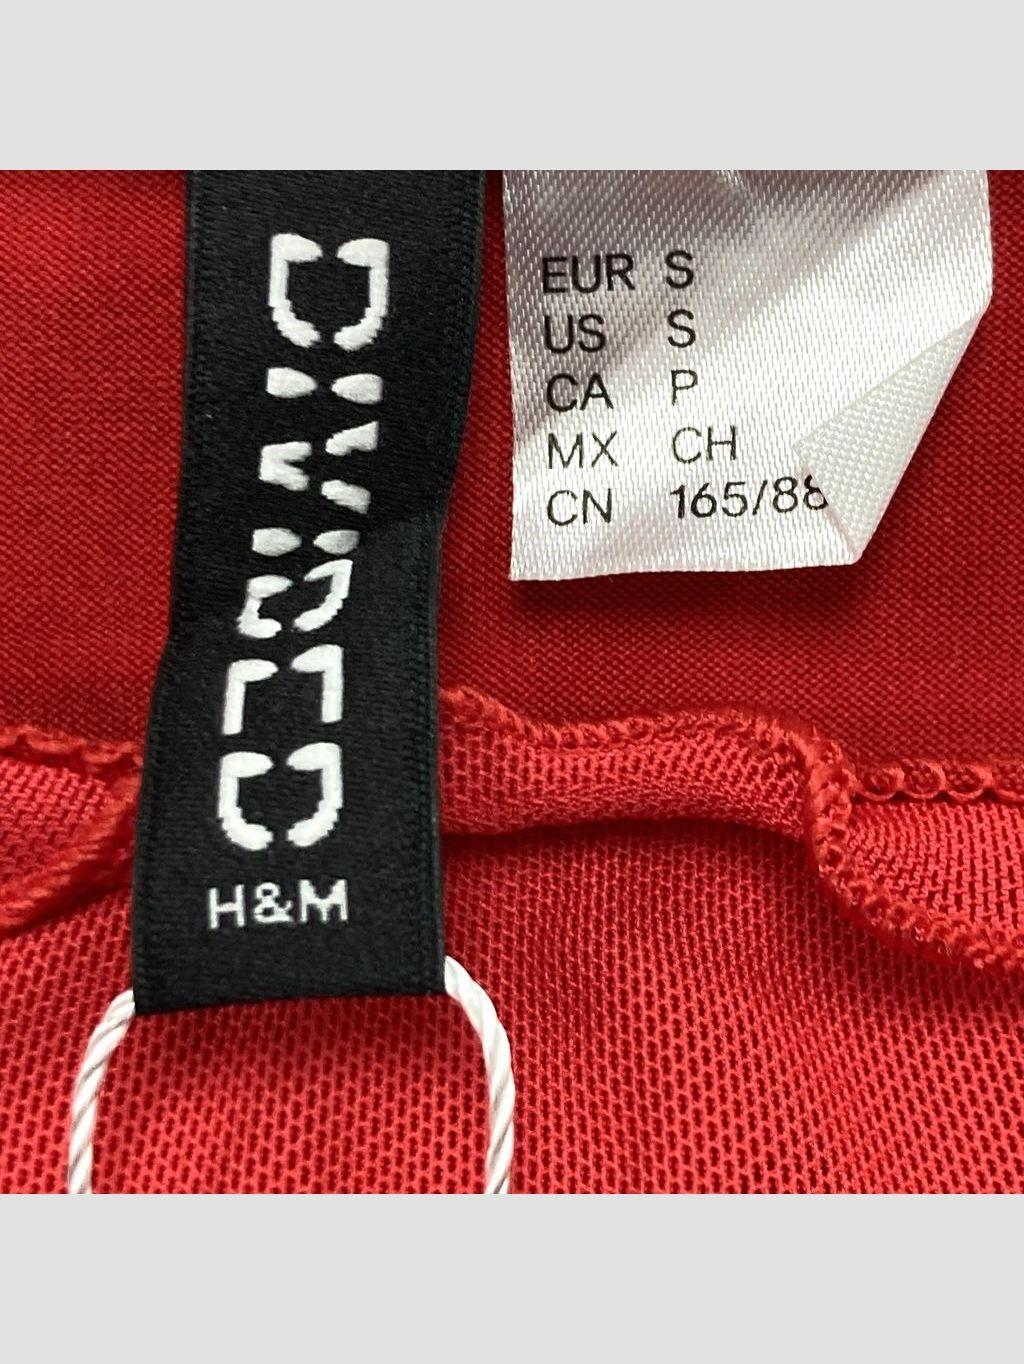 DIVIDED
H&M
EUR S
US S
CA P
MX CH
CN 165/88